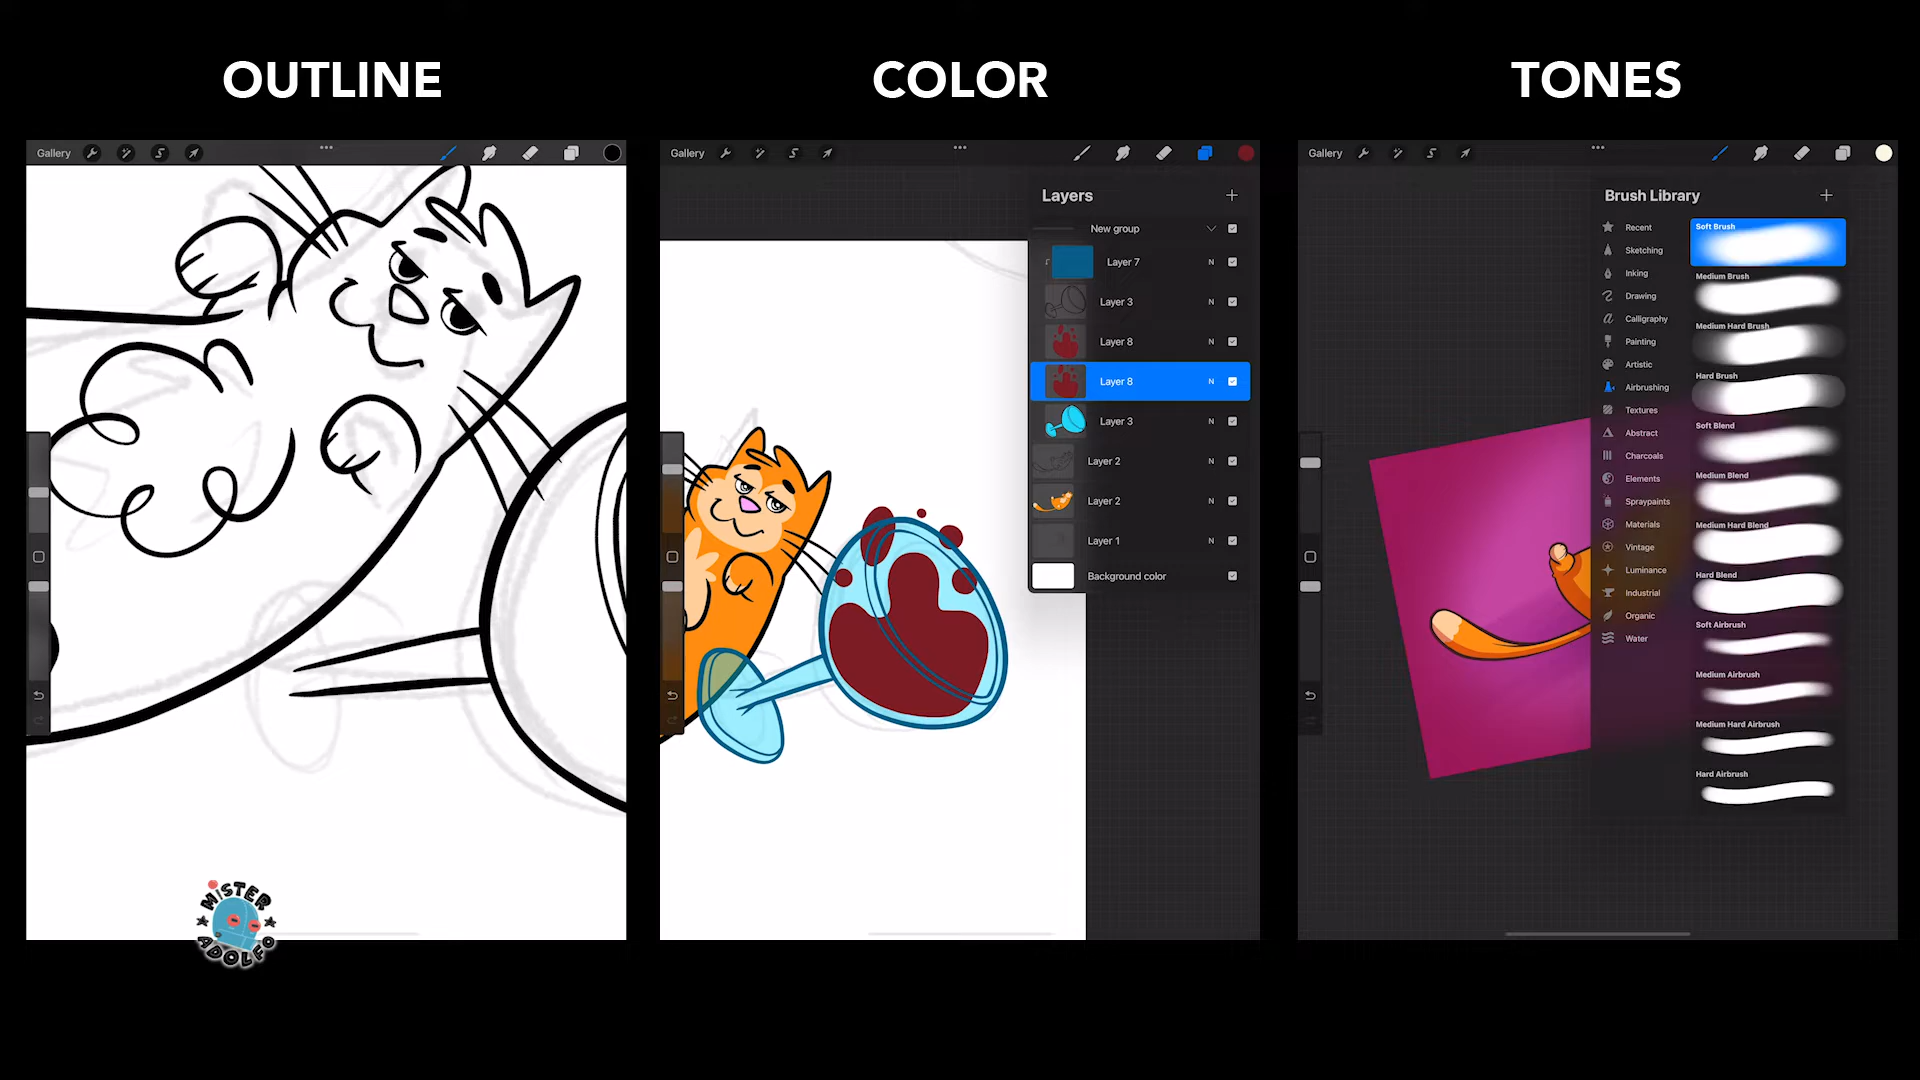 OUTLINE
COLOR
TONES
Gallery
MISTER
ADOLFO
Gallery
Layers
New group
Layer 7 N
Layer 3 N
Layer 8 N
Layer 8 N
Layer 3 N
Layer 2 N
Layer 2 N
Layer 1 N
Background color
Gallery
Brush Library
Recent
Sketching
Inking
Drawing
Calligraphy
Painting
Artistic
Airbrushing
Textures
Abstract
Charcoals
Elements
Spraypaints
Materials
Vintage
Luminance
Industrial
Organic
Water
Soft Brush
Medium Brush
Medium Hard Brush
Hard Brush
Soft Blend
Medium Blend
Medium Hard Blend
Hard Blend
Soft Airbrush
Medium Airbrush
Medium Hard Airbrush
Hard Airbrush